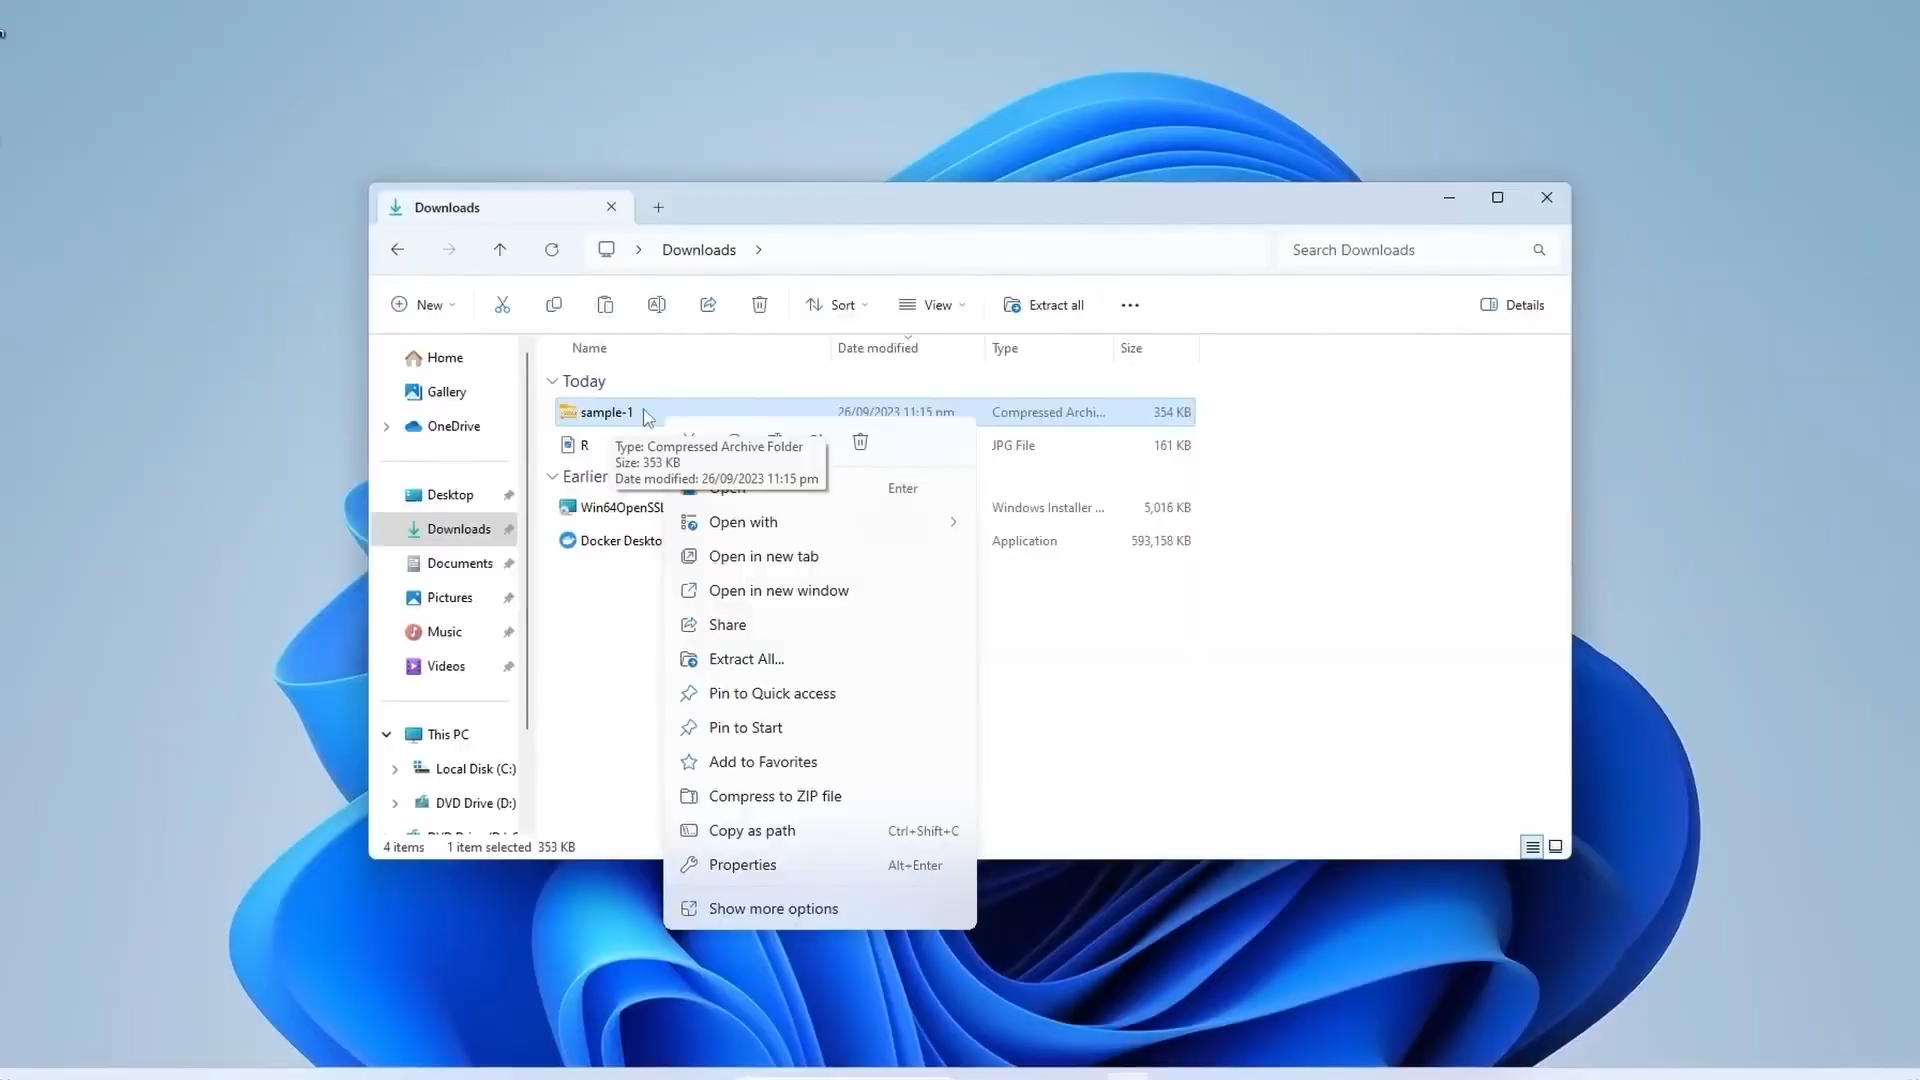 Downloads
Downloads
Search Downloads
New
Sort
View
Extract all
Details
Name
Date modified
Type
Size
Home
Gallery
OneDrive
Desktop
Downloads
Documents
Pictures
Music
Videos
This PC
Local Disk (C:)
DVD Drive (D:)
Today
sample-1
26/09/2023 11:15 pm
Compressed Archi...
354 KB
R
JPG File
161 KB
Earlier
Win64OpenSSL
Windows Installer ...
5,016 KB
Docker Deskto
Application
593,158 KB
Type: Compressed Archive Folder
Size: 353 KB
Date modified: 26/09/2023 11:15 pm
Open
Enter
Open with
Open in new tab
Open in new window
Share
Extract All...
Pin to Quick access
Pin to Start
Add to Favorites
Compress to ZIP file
Copy as path
Ctrl+Shift+C
Properties
Alt+Enter
Show more options
4 items
1 item selected 353 KB